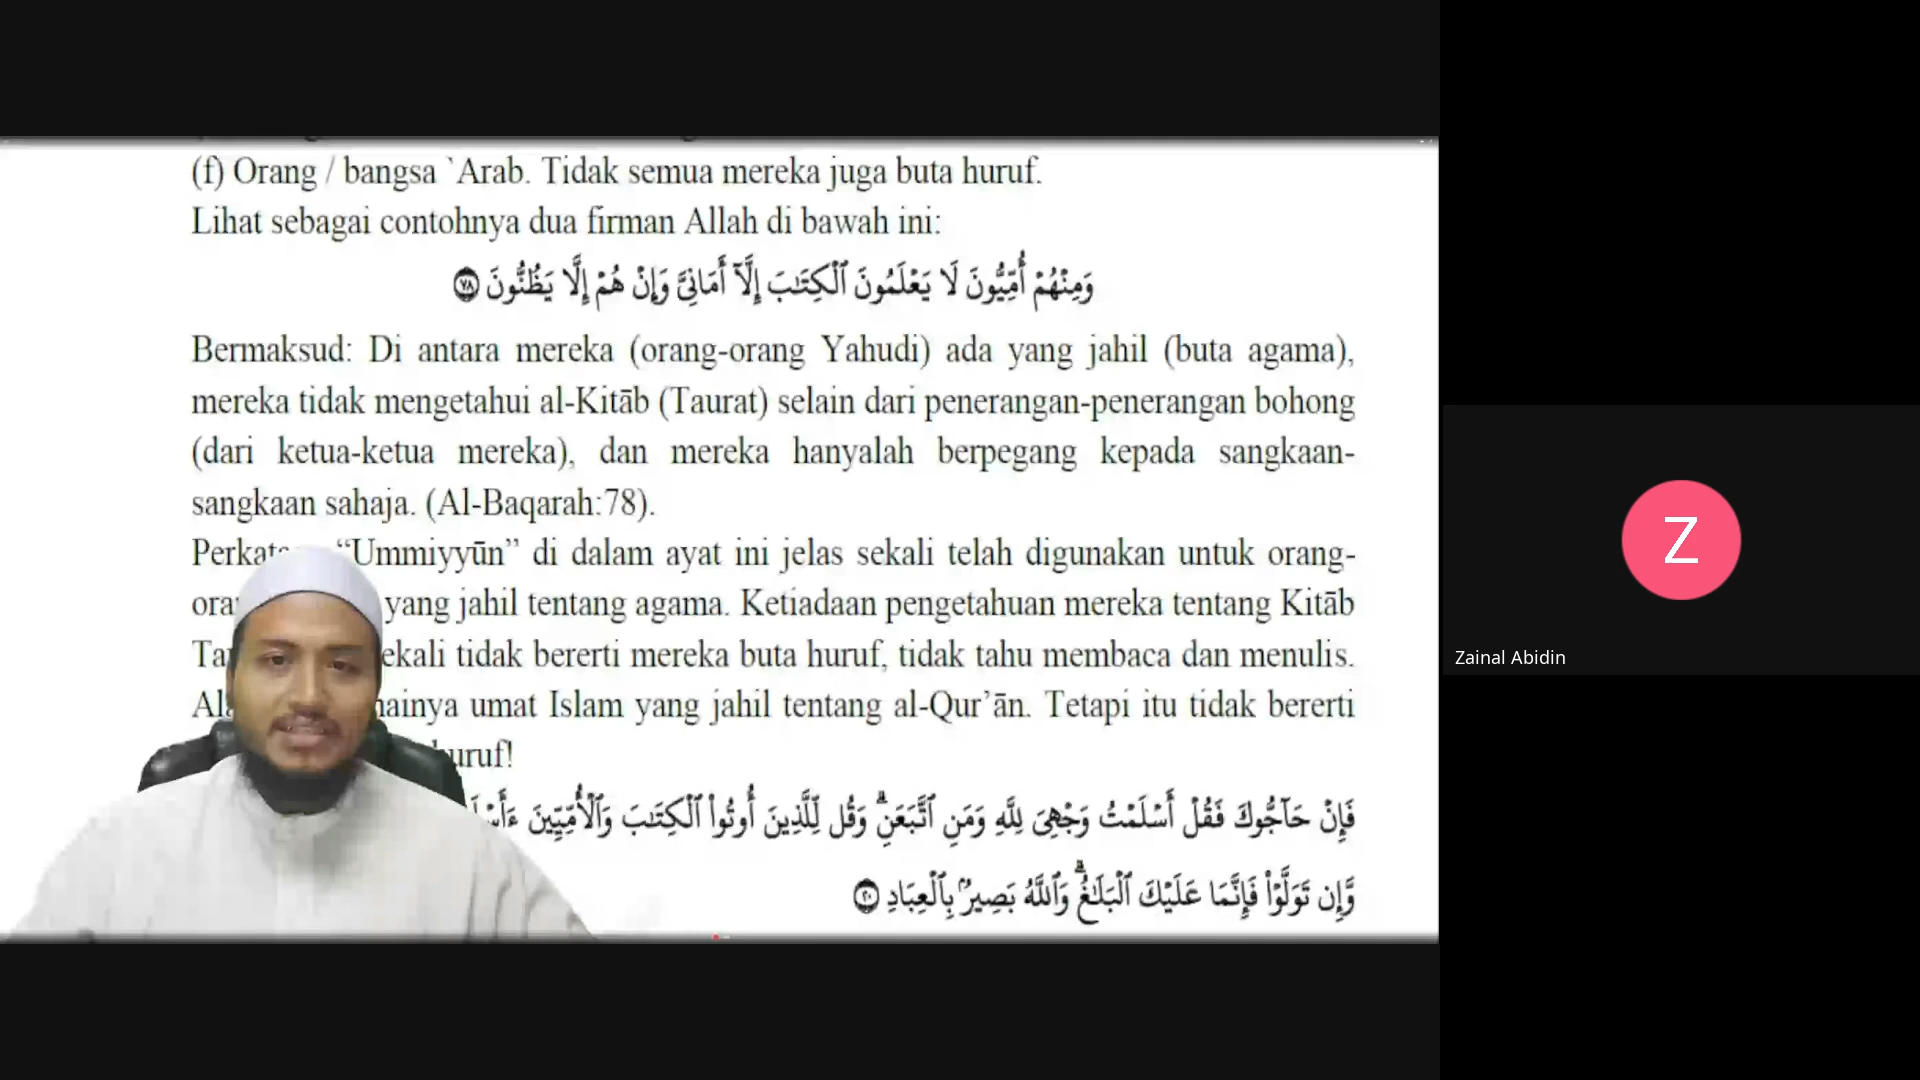 (f) Orang / bangsa `Arab. Tidak semua mereka juga buta huruf.
Lihat sebagai contohnya dua firman Allah di bawah ini:
وَمِنْهُمْ أُمِّيُّونَ لَا يَعْلَمُونَ ٱلْكِتَـٰبَ إِلَّآ أَمَانِىَّ وَإِنْ هُمْ إِلَّا يَظُنُّونَ ٧٨
Bermaksud: Di antara mereka (orang-orang Yahudi) ada yang jahil (buta agama),
mereka tidak mengetahui al-Kitāb (Taurat) selain dari penerangan-penerangan bohong
(dari ketua-ketua mereka), dan mereka hanyalah berpegang kepada sangkaan-
sangkaan sahaja. (Al-Baqarah:78).
“Ummiyyūn” di dalam ayat ini jelas sekali telah digunakan untuk orang-
yang jahil tentang agama. Ketiadaan pengetahuan mereka tentang Kitāb
ekali tidak bererti mereka buta huruf, tidak tahu membaca dan menulis.
umat Islam yang jahil tentang al-Qur’ān. Tetapi itu tidak bererti
uruf!
فَإِنْ حَآجُّوكَ فَقُلْ أَسْلَمْتُ وَجْهِىَ لِلَّهِ وَمَنِ ٱتَّبَعَنِ ۗ وَقُل لِّلَّذِينَ أُوتُوا۟ ٱلْكِتَـٰبَ وَٱلْأُمِّيِّـۧنَ
وَّإِن تَوَلَّوْا۟ فَإِنَّمَا عَلَيْكَ ٱلْبَلَـٰغُ ۗ وَٱللَّهُ بَصِيرٌۢ بِٱلْعِبَادِ ٢٠
Z
Zainal Abidin